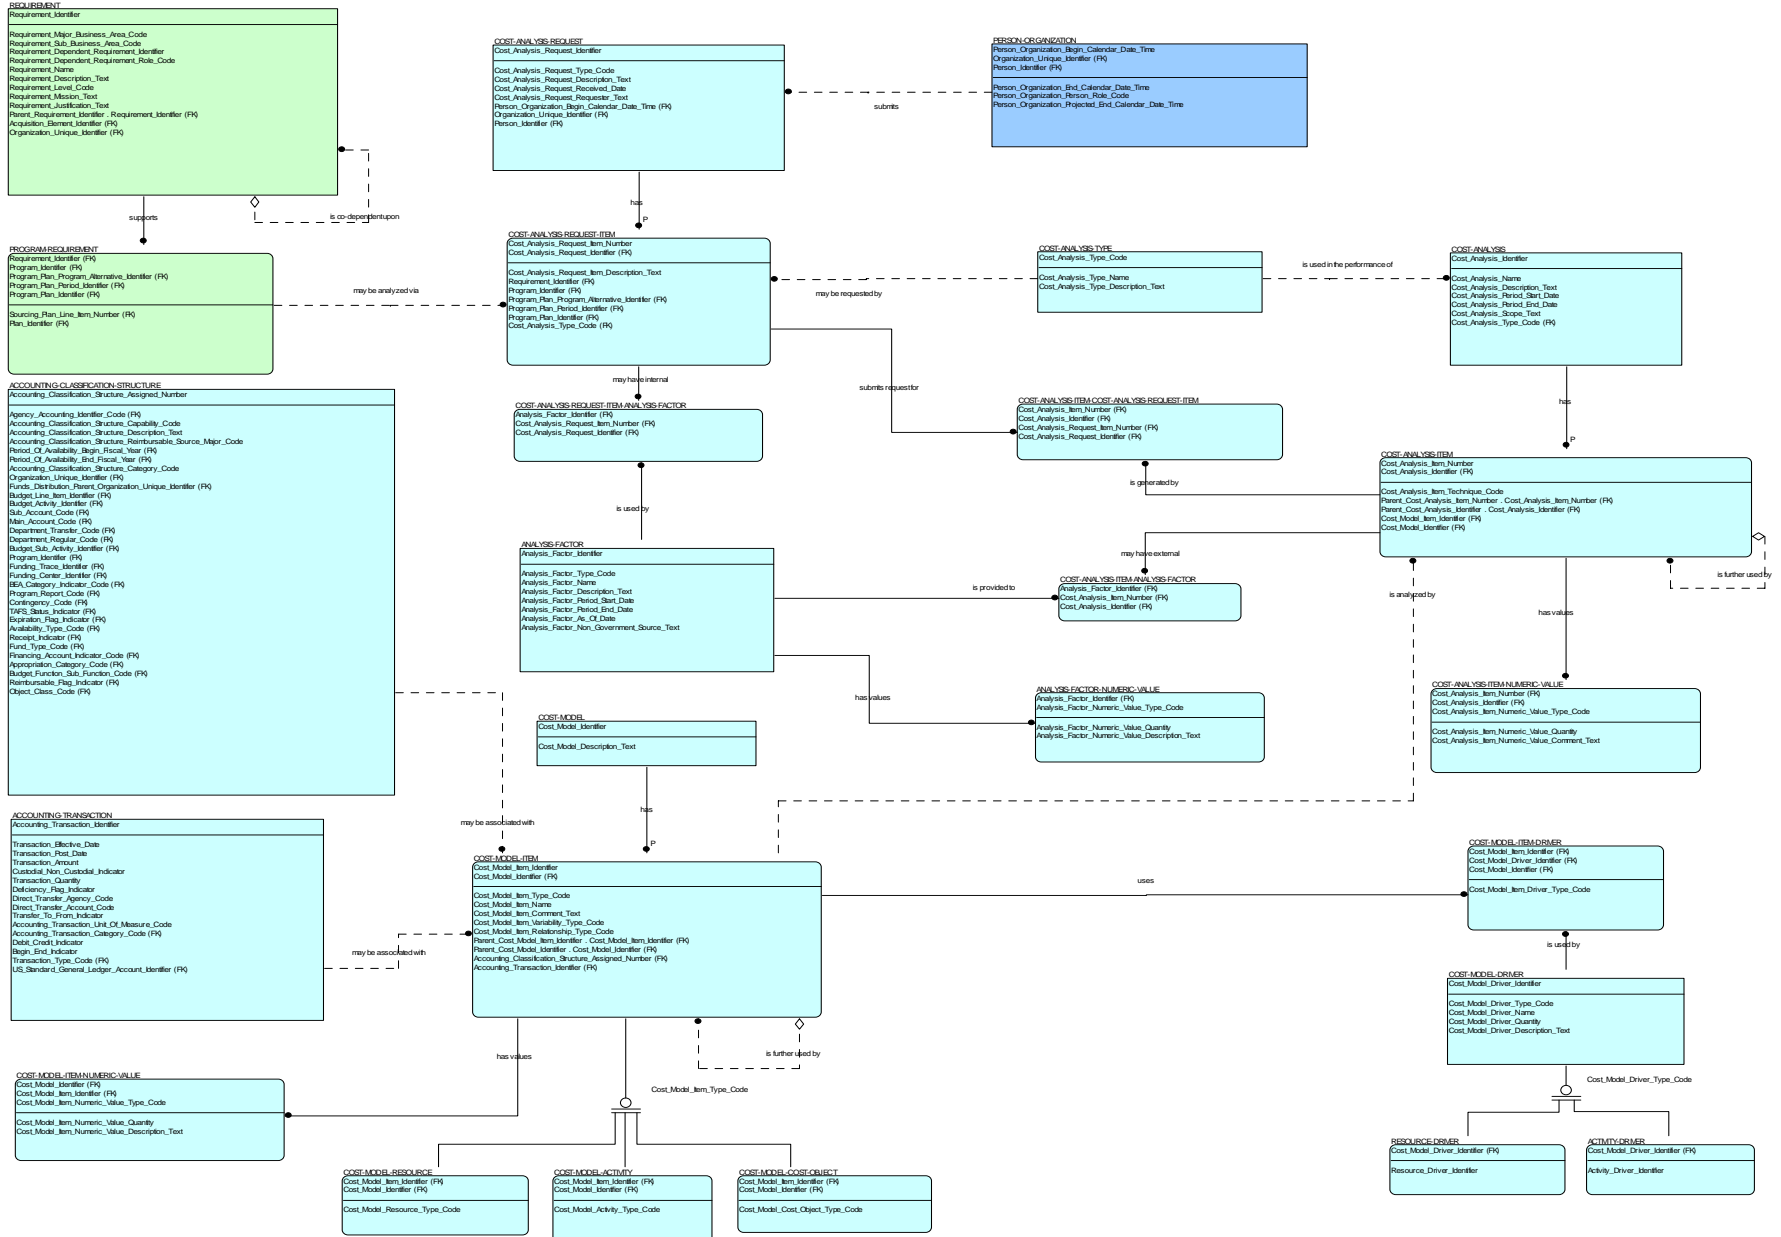 REQUIREMENT
Requirement_Identifier
Requirement_Major_Business_Area_Code
Requirement_Sub_Business_Area_Code
Requirement_Dependent_Requirement_Identifier
Requirement_Dependent_Requirement_Role_Code
Requirement_Name
Requirement_Description_Text
Requirement_Level_Code
Requirement_Mission_Text
Requirement_Justification_Text
Parent_Requirement_Identifier . Requirement_Identifier (FK)
Acquisition_Element_Identifier (FK)
Organization_Unique_Identifier (FK)
supports
is co-dependent upon
COST-ANALYSIS-REQUEST
Cost_Analysis_Request_Identifier
Cost_Analysis_Request_Type_Code
Cost_Analysis_Request_Description_Text
Cost_Analysis_Request_Received_Date
Cost_Analysis_Request_Requester_Text
Person_Organization_Begin_Calendar_Date_Time (FK)
Organization_Unique_Identifier (FK)
Person_Identifier (FK)
submits
PERSON-ORGANIZATION
Person_Organization_Begin_Calendar_Date_Time
Organization_Unique_Identifier (FK)
Person_Identifier (FK)
Person_Organization_End_Calendar_Date_Time
Person_Organization_Person_Role_Code
Person_Organization_Projected_End_Calendar_Date_Time
has
P
PROGRAM-REQUIREMENT
Requirement_Identifier (FK)
Program_Identifier (FK)
Program_Plan_Program_Alternative_Identifier (FK)
Program_Plan_Period_Identifier (FK)
Program_Plan_Identifier (FK)
Sourcing_Plan_Line_Item_Number (FK)
Plan_Identifier (FK)
may be analyzed via
COST-ANALYSIS-REQUEST-ITEM
Cost_Analysis_Request_Item_Number
Cost_Analysis_Request_Identifier (FK)
Cost_Analysis_Request_Item_Description_Text
Requirement_Identifier (FK)
Program_Identifier (FK)
Program_Plan_Program_Alternative_Identifier (FK)
Program_Plan_Period_Identifier (FK)
Program_Plan_Identifier (FK)
Cost_Analysis_Type_Code (FK)
may be requested by
COST-ANALYSIS-TYPE
Cost_Analysis_Type_Code
Cost_Analysis_Type_Name
Cost_Analysis_Type_Description_Text
is used in the performance of
COST-ANALYSIS
Cost_Analysis_Identifier
Cost_Analysis_Name
Cost_Analysis_Description_Text
Cost_Analysis_Period_Start_Date
Cost_Analysis_Period_End_Date
Cost_Analysis_Scope_Text
Cost_Analysis_Type_Code (FK)
may have internal
submits request for
has
P
ACCOUNTING-CLASSIFICATION-STRUCTURE
Accounting_Classification_Structure_Assigned_Number
Agency_Accounting_Identifier_Code (FK)
Accounting_Classification_Structure_Capability_Code
Accounting_Classification_Structure_Description_Text
Accounting_Classification_Structure_Reimbursable_Source_Major_Code
Period_Of_Availability_Begin_Fiscal_Year (FK)
Period_Of_Availability_End_Fiscal_Year (FK)
Accounting_Classification_Structure_Category_Code
Organization_Unique_Identifier (FK)
Funds_Distribution_Parent_Organization_Unique_Identifier (FK)
Budget_Line_Item_Identifier (FK)
Budget_Activity_Identifier (FK)
Sub_Account_Code (FK)
Main_Account_Code (FK)
Department_Transfer_Code (FK)
Department_Regular_Code (FK)
Budget_Sub_Activity_Identifier (FK)
Program_Identifier (FK)
Funding_Trace_Identifier (FK)
Funding_Center_Identifier (FK)
BEA_Category_Indicator_Code (FK)
Program_Report_Code (FK)
Contingency_Code (FK)
TAFS_Status_Indicator (FK)
Expiration_Flag_Indicator (FK)
Availability_Type_Code (FK)
Receipt_Indicator (FK)
Fund_Type_Code (FK)
Financing_Account_Indicator_Code (FK)
Appropriation_Category_Code (FK)
Budget_Function_Sub_Function_Code (FK)
Reimbursable_Flag_Indicator (FK)
Object_Class_Code (FK)
COST-ANALYSIS-REQUEST-ITEM-ANALYSIS-FACTOR
Analysis_Factor_Identifier (FK)
Cost_Analysis_Request_Item_Number (FK)
Cost_Analysis_Request_Identifier (FK)
is used by
COST-ANALYSIS-ITEM-COST-ANALYSIS-REQUEST-ITEM
Cost_Analysis_Item_Number (FK)
Cost_Analysis_Identifier (FK)
Cost_Analysis_Request_Item_Number (FK)
Cost_Analysis_Request_Identifier (FK)
is generated by
COST-ANALYSIS-ITEM
Cost_Analysis_Item_Number
Cost_Analysis_Identifier (FK)
Cost_Analysis_Item_Technique_Code
Parent_Cost_Analysis_Item_Number . Cost_Analysis_Item_Number (FK)
Parent_Cost_Analysis_Identifier . Cost_Analysis_Identifier (FK)
Cost_Model_Item_Identifier (FK)
Cost_Model_Identifier (FK)
may have external
is further used by
is analyzed by
has values
ANALYSIS-FACTOR
Analysis_Factor_Identifier
Analysis_Factor_Type_Code
Analysis_Factor_Name
Analysis_Factor_Description_Text
Analysis_Factor_Period_Start_Date
Analysis_Factor_Period_End_Date
Analysis_Factor_As_Of_Date
Analysis_Factor_Non_Government_Source_Text
is provided to
COST-ANALYSIS-ITEM-ANALYSIS-FACTOR
Analysis_Factor_Identifier (FK)
Cost_Analysis_Item_Number (FK)
Cost_Analysis_Identifier (FK)
has values
ANALYSIS-FACTOR-NUMERIC-VALUE
Analysis_Factor_Identifier (FK)
Analysis_Factor_Numeric_Value_Type_Code
Analysis_Factor_Numeric_Value_Quantity
Analysis_Factor_Numeric_Value_Description_Text
COST-ANALYSIS-ITEM-NUMERIC-VALUE
Cost_Analysis_Item_Number (FK)
Cost_Analysis_Identifier (FK)
Cost_Analysis_Item_Numeric_Value_Type_Code
Cost_Analysis_Item_Numeric_Value_Quantity
Cost_Analysis_Item_Numeric_Value_Comment_Text
COST-MODEL
Cost_Model_Identifier
Cost_Model_Description_Text
has
P
may be associated with
ACCOUNTING-TRANSACTION
Accounting_Transaction_Identifier
Transaction_Effective_Date
Transaction_Post_Date
Transaction_Amount
Custodial_Non_Custodial_Indicator
Transaction_Quantity
Deficiency_Flag_Indicator
Direct_Transfer_Agency_Code
Direct_Transfer_Account_Code
Transfer_To_From_Indicator
Accounting_Transaction_Unit_Of_Measure_Code
Accounting_Transaction_Category_Code (FK)
Debit_Credit_Indicator
Begin_End_Indicator
Transaction_Type_Code (FK)
US_Standard_General_Ledger_Account_Identifier (FK)
may be associated with
COST-MODEL-ITEM
Cost_Model_Item_Identifier
Cost_Model_Identifier (FK)
Cost_Model_Item_Type_Code
Cost_Model_Item_Name
Cost_Model_Item_Comment_Text
Cost_Model_Item_Variability_Type_Code
Cost_Model_Item_Relationship_Type_Code
Parent_Cost_Model_Item_Identifier . Cost_Model_Item_Identifier (FK)
Parent_Cost_Model_Identifier . Cost_Model_Identifier (FK)
Accounting_Classification_Structure_Assigned_Number (FK)
Accounting_Transaction_Identifier (FK)
uses
COST-MODEL-ITEM-DRIVER
Cost_Model_Item_Identifier (FK)
Cost_Model_Driver_Identifier (FK)
Cost_Model_Identifier (FK)
Cost_Model_Item_Driver_Type_Code
is used by
COST-MODEL-DRIVER
Cost_Model_Driver_Identifier
Cost_Model_Driver_Type_Code
Cost_Model_Driver_Name
Cost_Model_Driver_Quantity
Cost_Model_Driver_Description_Text
has values
is further used by
Cost_Model_Item_Type_Code
Cost_Model_Driver_Type_Code
COST-MODEL-ITEM-NUMERIC-VALUE
Cost_Model_Identifier (FK)
Cost_Model_Item_Identifier (FK)
Cost_Model_Item_Numeric_Value_Type_Code
Cost_Model_Item_Numeric_Value_Quantity
Cost_Model_Item_Numeric_Value_Description_Text
COST-MODEL-RESOURCE
Cost_Model_Item_Identifier (FK)
Cost_Model_Identifier (FK)
Cost_Model_Resource_Type_Code
COST-MODEL-ACTIVITY
Cost_Model_Item_Identifier (FK)
Cost_Model_Identifier (FK)
Cost_Model_Activity_Type_Code
COST-MODEL-COST-OBJECT
Cost_Model_Item_Identifier (FK)
Cost_Model_Identifier (FK)
Cost_Model_Cost_Object_Type_Code
RESOURCE-DRIVER
Cost_Model_Driver_Identifier (FK)
Resource_Driver_Identifier
ACTIVITY-DRIVER
Cost_Model_Driver_Identifier (FK)
Activity_Driver_Identifier